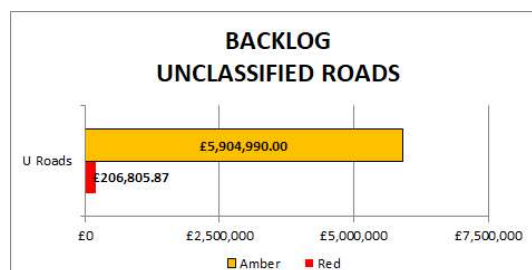 BACKLOG
UNCLASSIFIED ROADS
£5,904,990.00
U Roads
£206,805.87
£0 £2,500,000 £5,000,000 £7,500,000
Amber Red